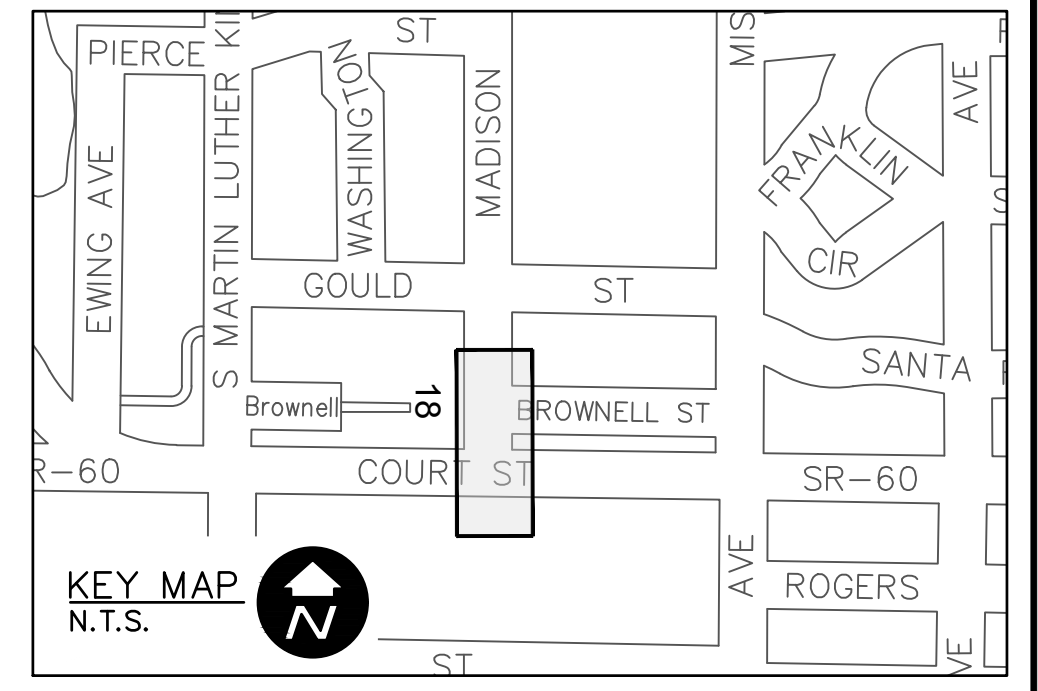 ST
PIERCE
S MARTIN LUTHER KI
WASHINGTON
MADISON
MIS
AVE
FRANKLIN
CIR
EWING AVE
GOULD
ST
SANTA
Brownell
18
BROWNELL ST
COURT ST
R-60
SR-60
KEY MAP
N.T.S.
N
AVE
ROGERS
ST
VE